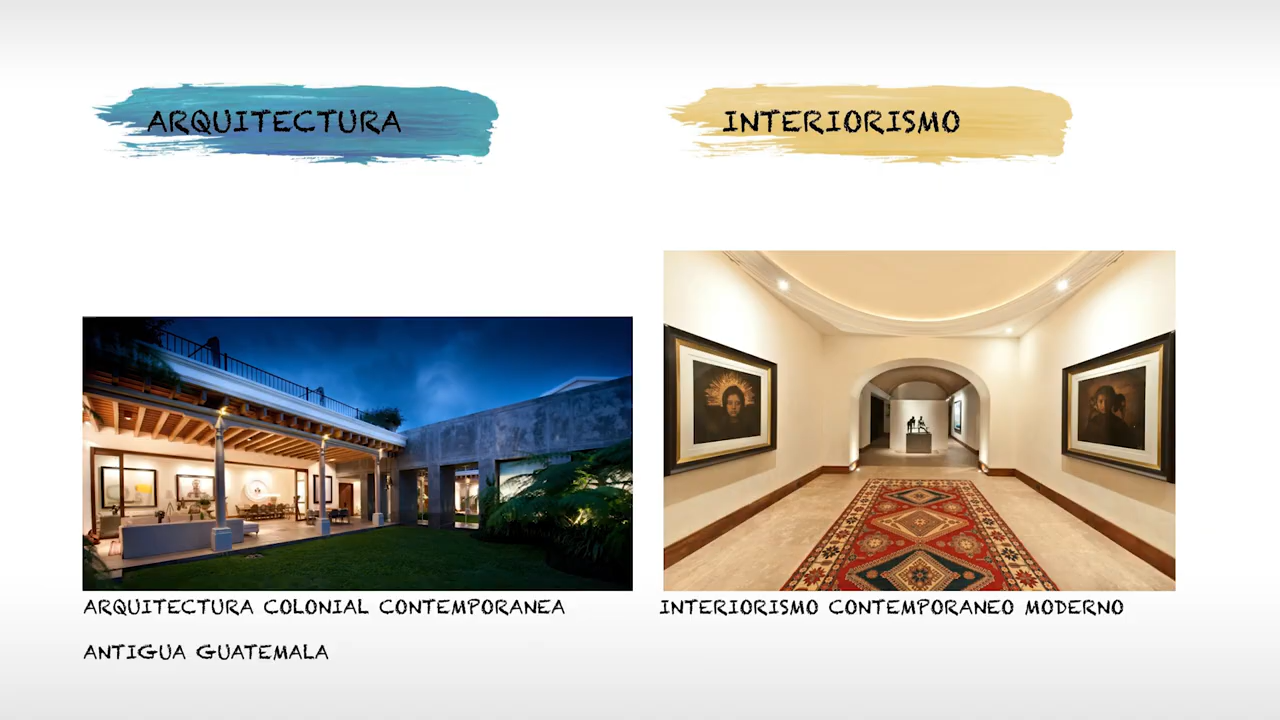 ARQUITECTURA
INTERIORISMO
ARQUITECTURA COLONIAL CONTEMPORANEA
ANTIGUA GUATEMALA
INTERIORISMO CONTEMPORANEO MODERNO